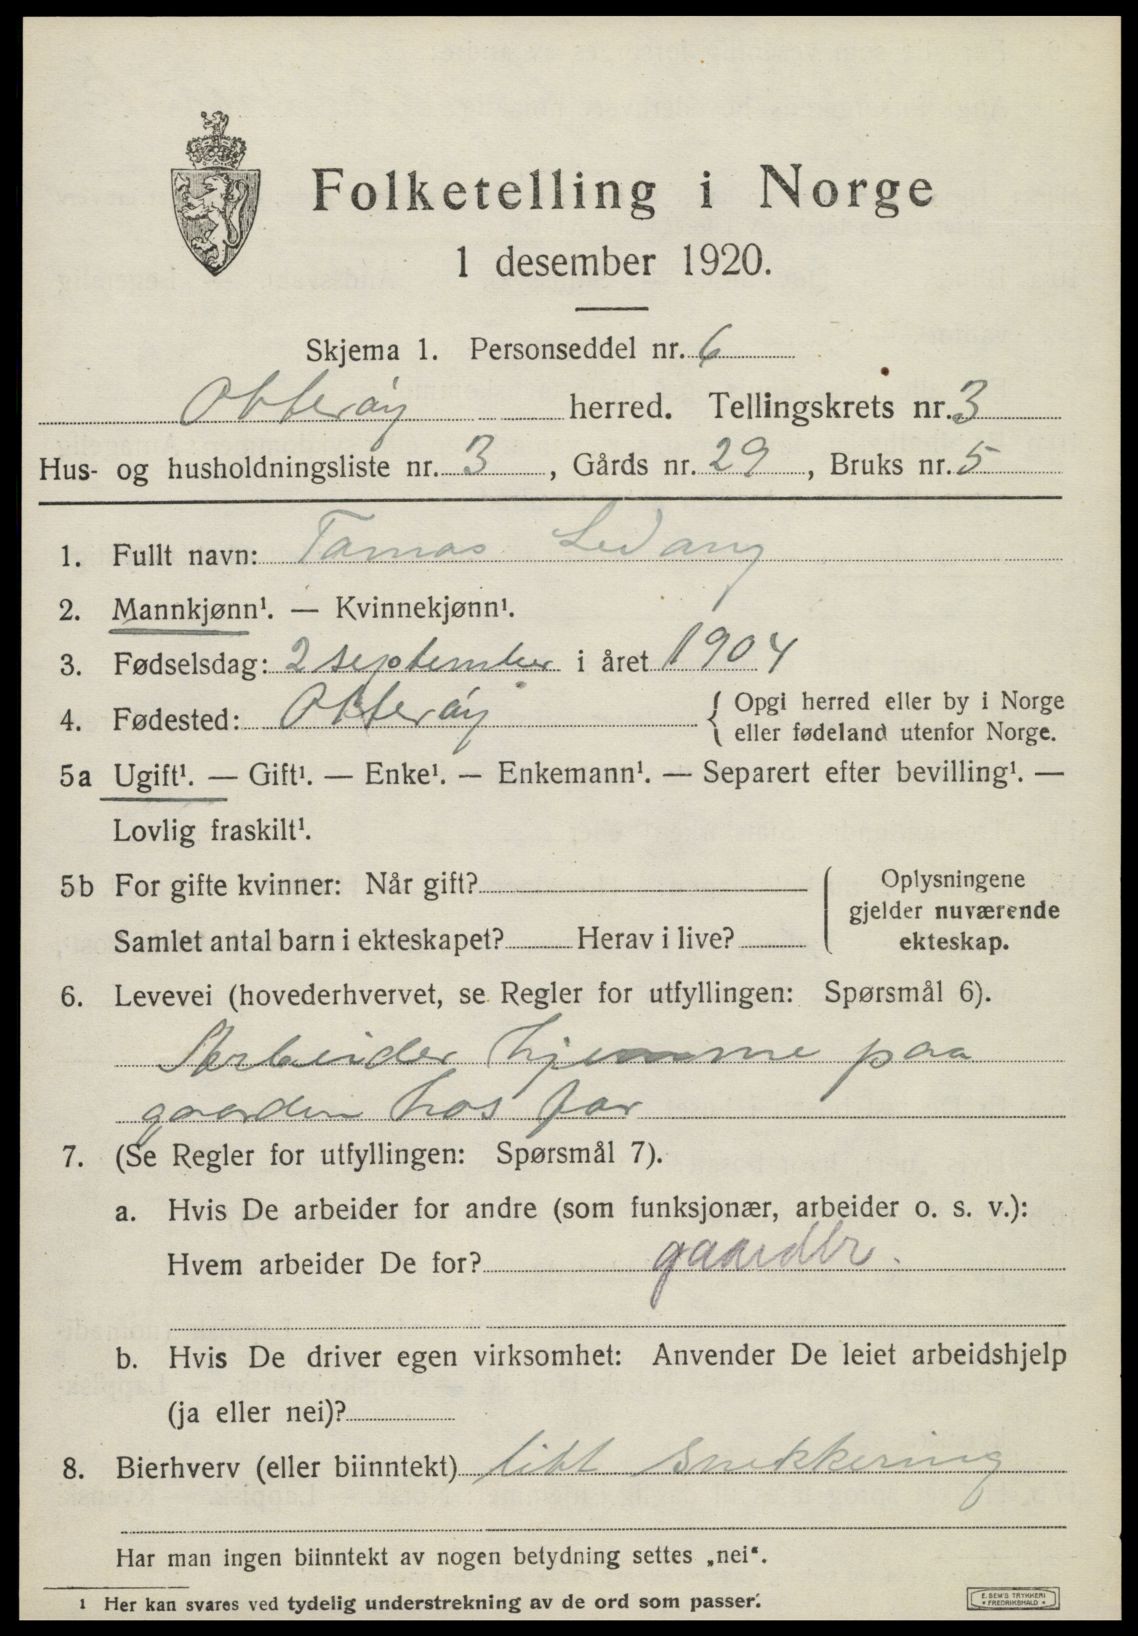 Folketelling i Norge
1 desember 1920.
Skjema 1. Personseddel nr. 6
Otterøy herred. Tellingskrets nr. 3
Hus- og husholdningsliste nr. 3, Gårds nr. 29, Bruks nr. 5
1. Fullt navn: Tomas Ledang
2. Mannkjønn¹. — Kvinnekjønn¹.
3. Fødselsdag: 2 september i året 1904
4. Fødested: Otterøy { Opgi herred eller by i Norge
eller fødeland utenfor Norge.
5a Ugift¹. — Gift¹. — Enke¹. — Enkemann¹. — Separert efter bevilling¹. —
Lovlig fraskilt¹.
5b For gifte kvinner: Når gift? { Oplysningene
gjelder nuværende
Samlet antal barn i ekteskapet? Herav i live? ekteskap.
6. Levevei (hovederhvervet, se Regler for utfyllingen: Spørsmål 6).
Arbeider hjemme paa
gaarden hos far
7. (Se Regler for utfyllingen: Spørsmål 7).
a. Hvis De arbeider for andre (som funksjonær, arbeider o. s. v.):
Hvem arbeider De for? gaardbr.
b. Hvis De driver egen virksomhet: Anvender De leiet arbeidshjelp
(ja eller nei)?
8. Bierhverv (eller biinntekt) litt snekkering
Har man ingen biinntekt av nogen betydning settes „nei“.
¹ Her kan svares ved tydelig understrekning av de ord som passer.
E. SEM'S TRYKKERI
• FREDRIKSHALD •